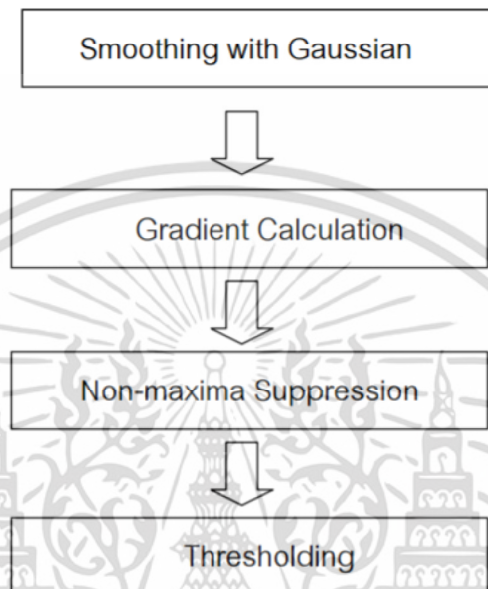 Smoothing with Gaussian
Gradient Calculation
Non-maxima Suppression
Thresholding